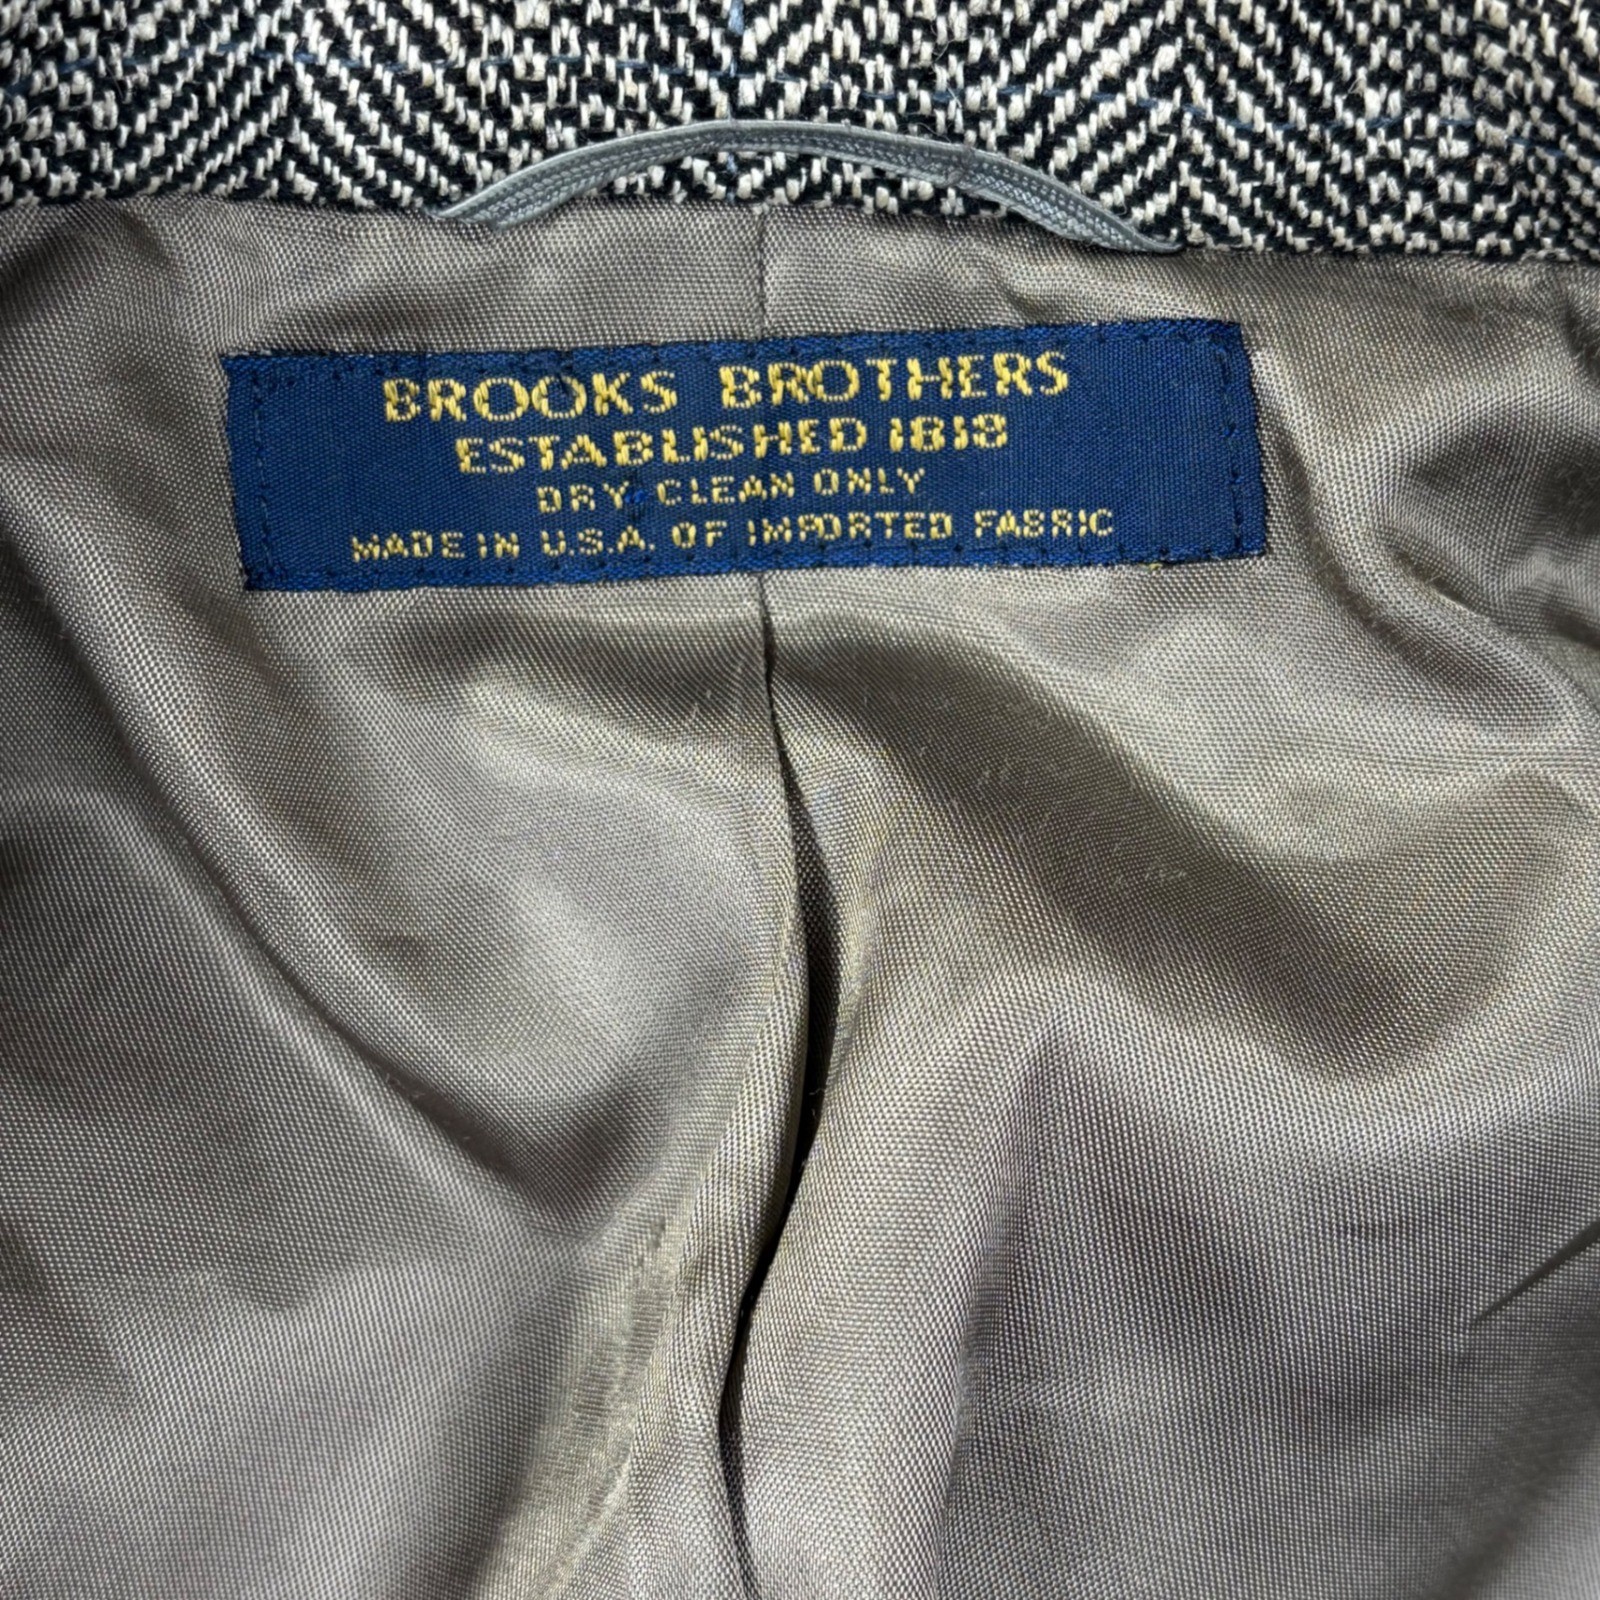 BROOKS BROTHERS
ESTABLISHED 1818
DRY CLEAN ONLY
MADE IN U.S.A. OF IMPORTED FABRIC